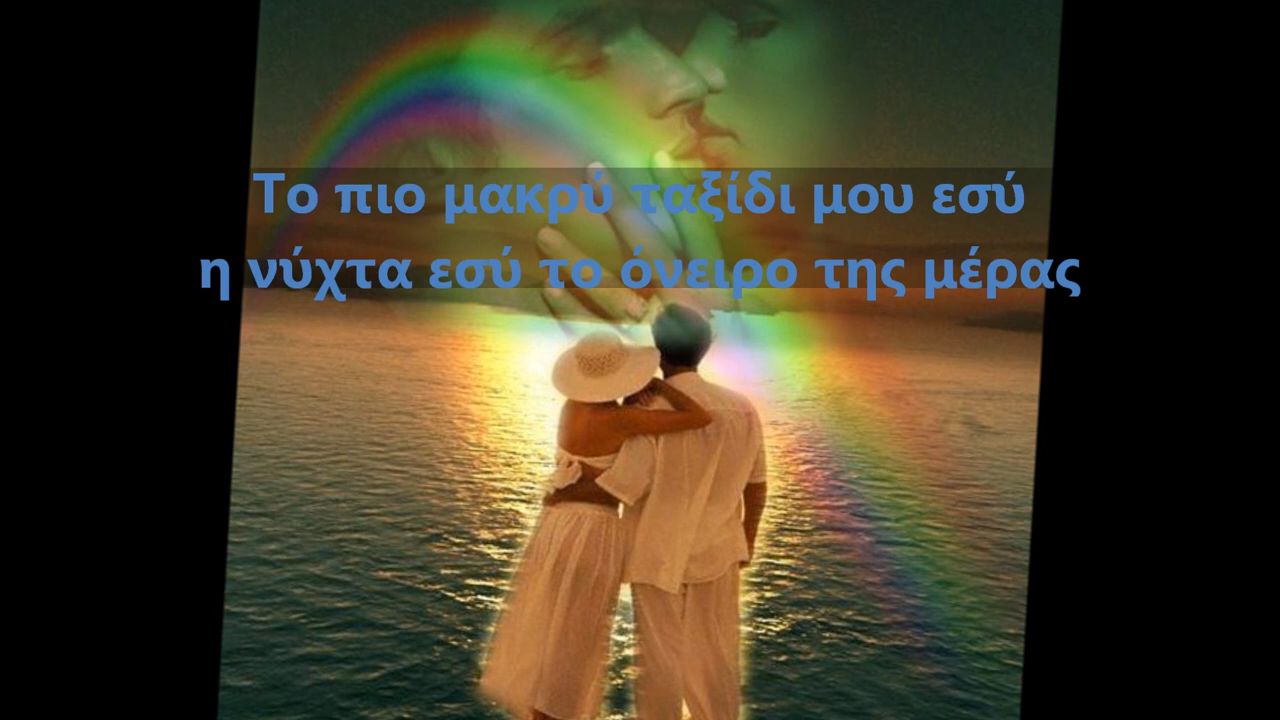 Το πιο μακρύ ταξίδι μου εσύ
η νύχτα εσύ το όνειρο της μέρας